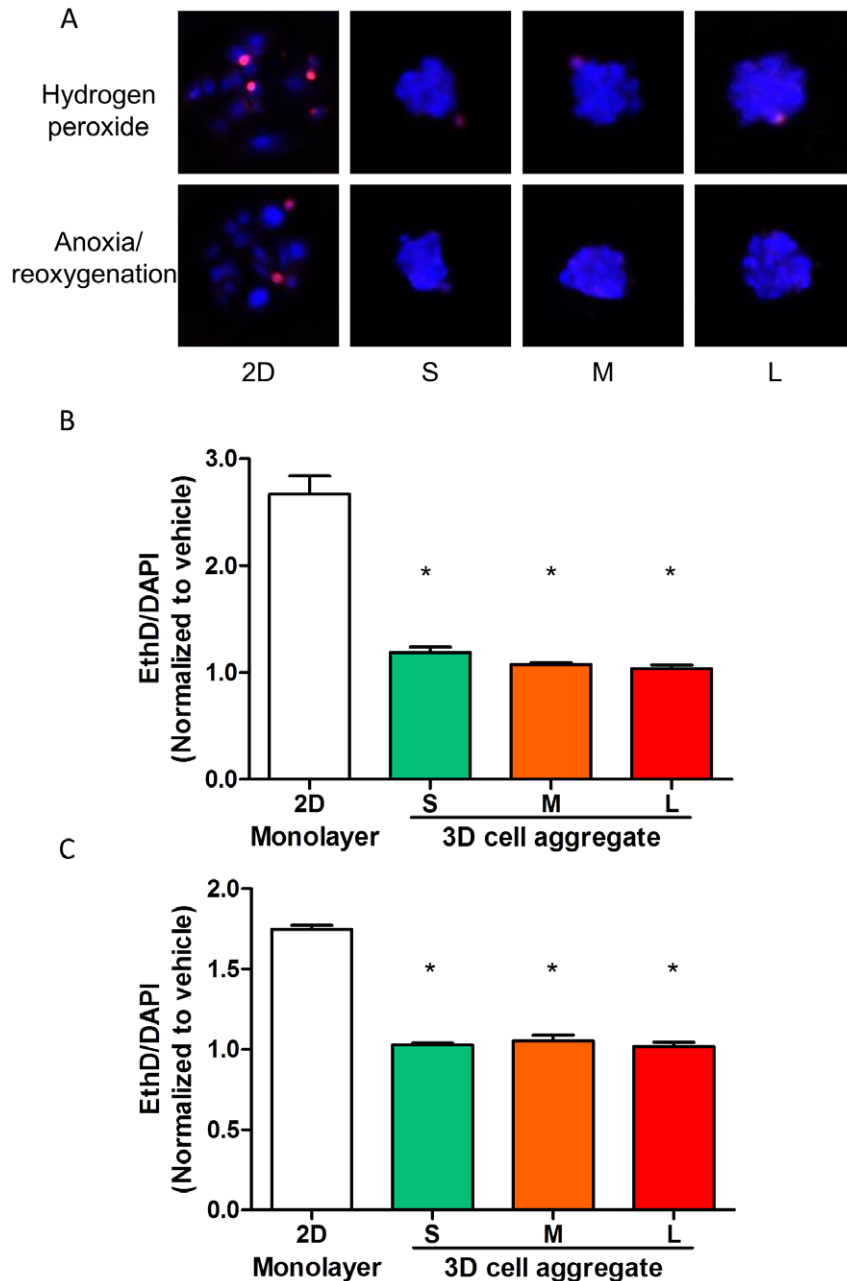 A
Hydrogen
peroxide
Anoxia/
reoxygenation
2D S M L
B
EthD/DAPI
(Normalized to vehicle)
3.0
2.0
1.0
0.0
* * *
2D S M L
Monolayer 3D cell aggregate
C
EthD/DAPI
(Normalized to vehicle)
2.0
1.5
1.0
0.5
0.0
* * *
2D S M L
Monolayer 3D cell aggregate